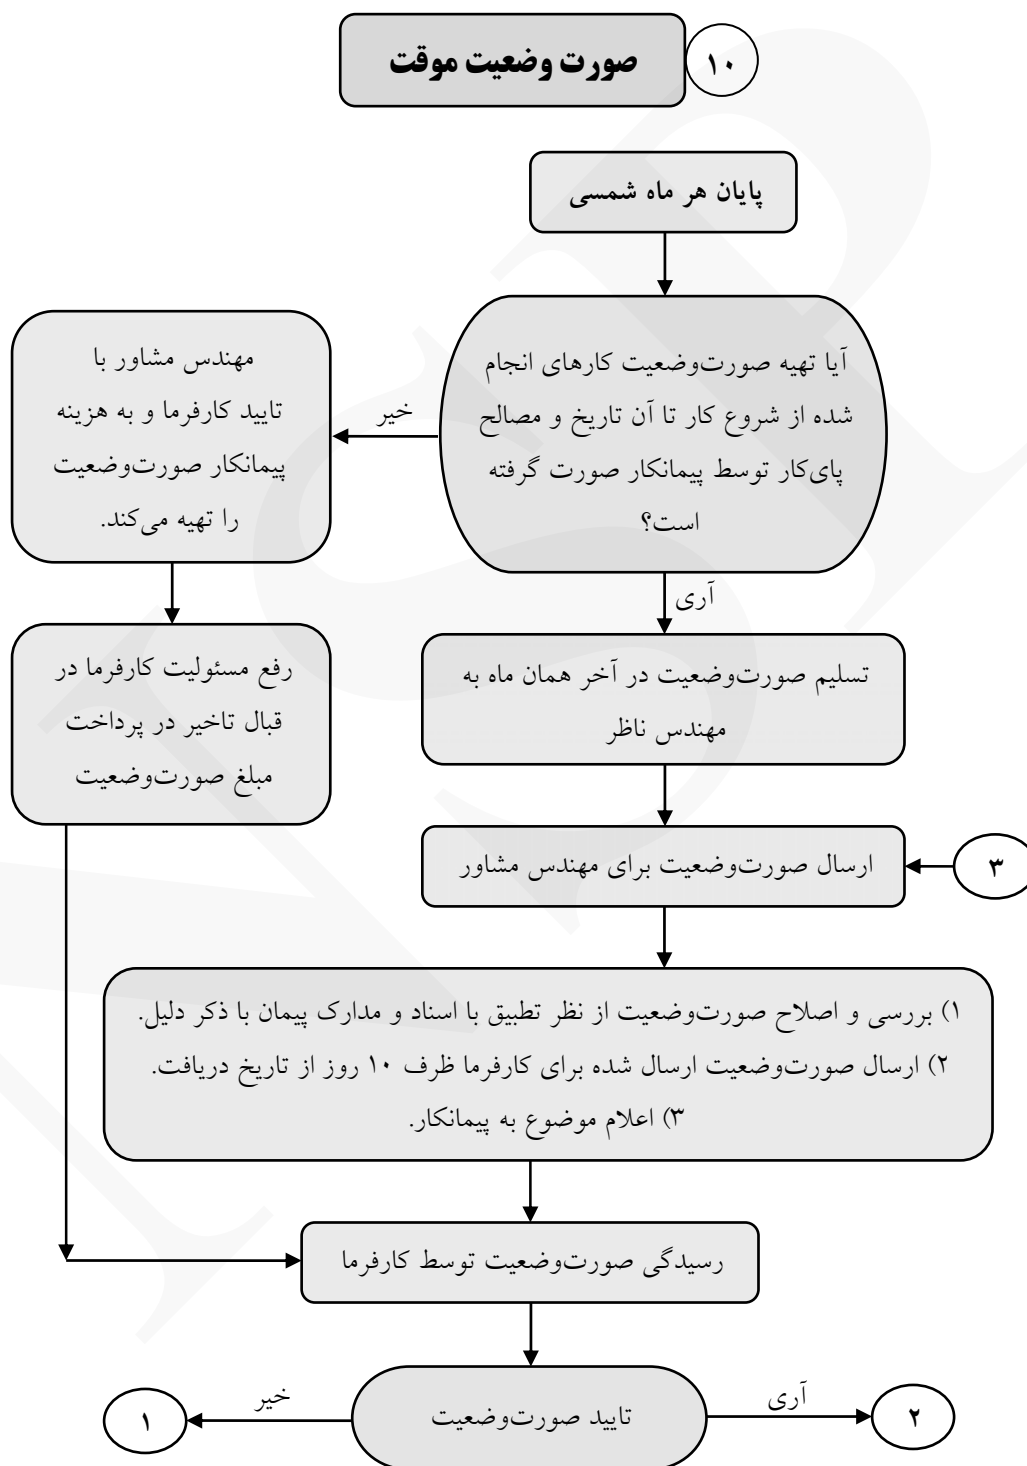 ۱۰
صورت وضعیت موقت
پایان هر ماه شمسی
آیا تهیه صورت‌وضعیت کارهای انجام
شده از شروع کار تا آن تاریخ و مصالح
پای‌کار توسط پیمانکار صورت گرفته
است؟
خیر
مهندس مشاور با
تایید کارفرما و به هزینه
پیمانکار صورت‌وضعیت
را تهیه می‌کند.
آری
رفع مسئولیت کارفرما در
قبال تاخیر در پرداخت
مبلغ صورت‌وضعیت
تسلیم صورت‌وضعیت در آخر همان ماه به
مهندس ناظر
۳
ارسال صورت‌وضعیت برای مهندس مشاور
۱) بررسی و اصلاح صورت‌وضعیت از نظر تطبیق با اسناد و مدارک پیمان با ذکر دلیل.
۲) ارسال صورت‌وضعیت ارسال شده برای کارفرما ظرف ۱۰ روز از تاریخ دریافت.
۳) اعلام موضوع به پیمانکار.
رسیدگی صورت‌وضعیت توسط کارفرما
۲
آری
تایید صورت‌وضعیت
خیر
۱